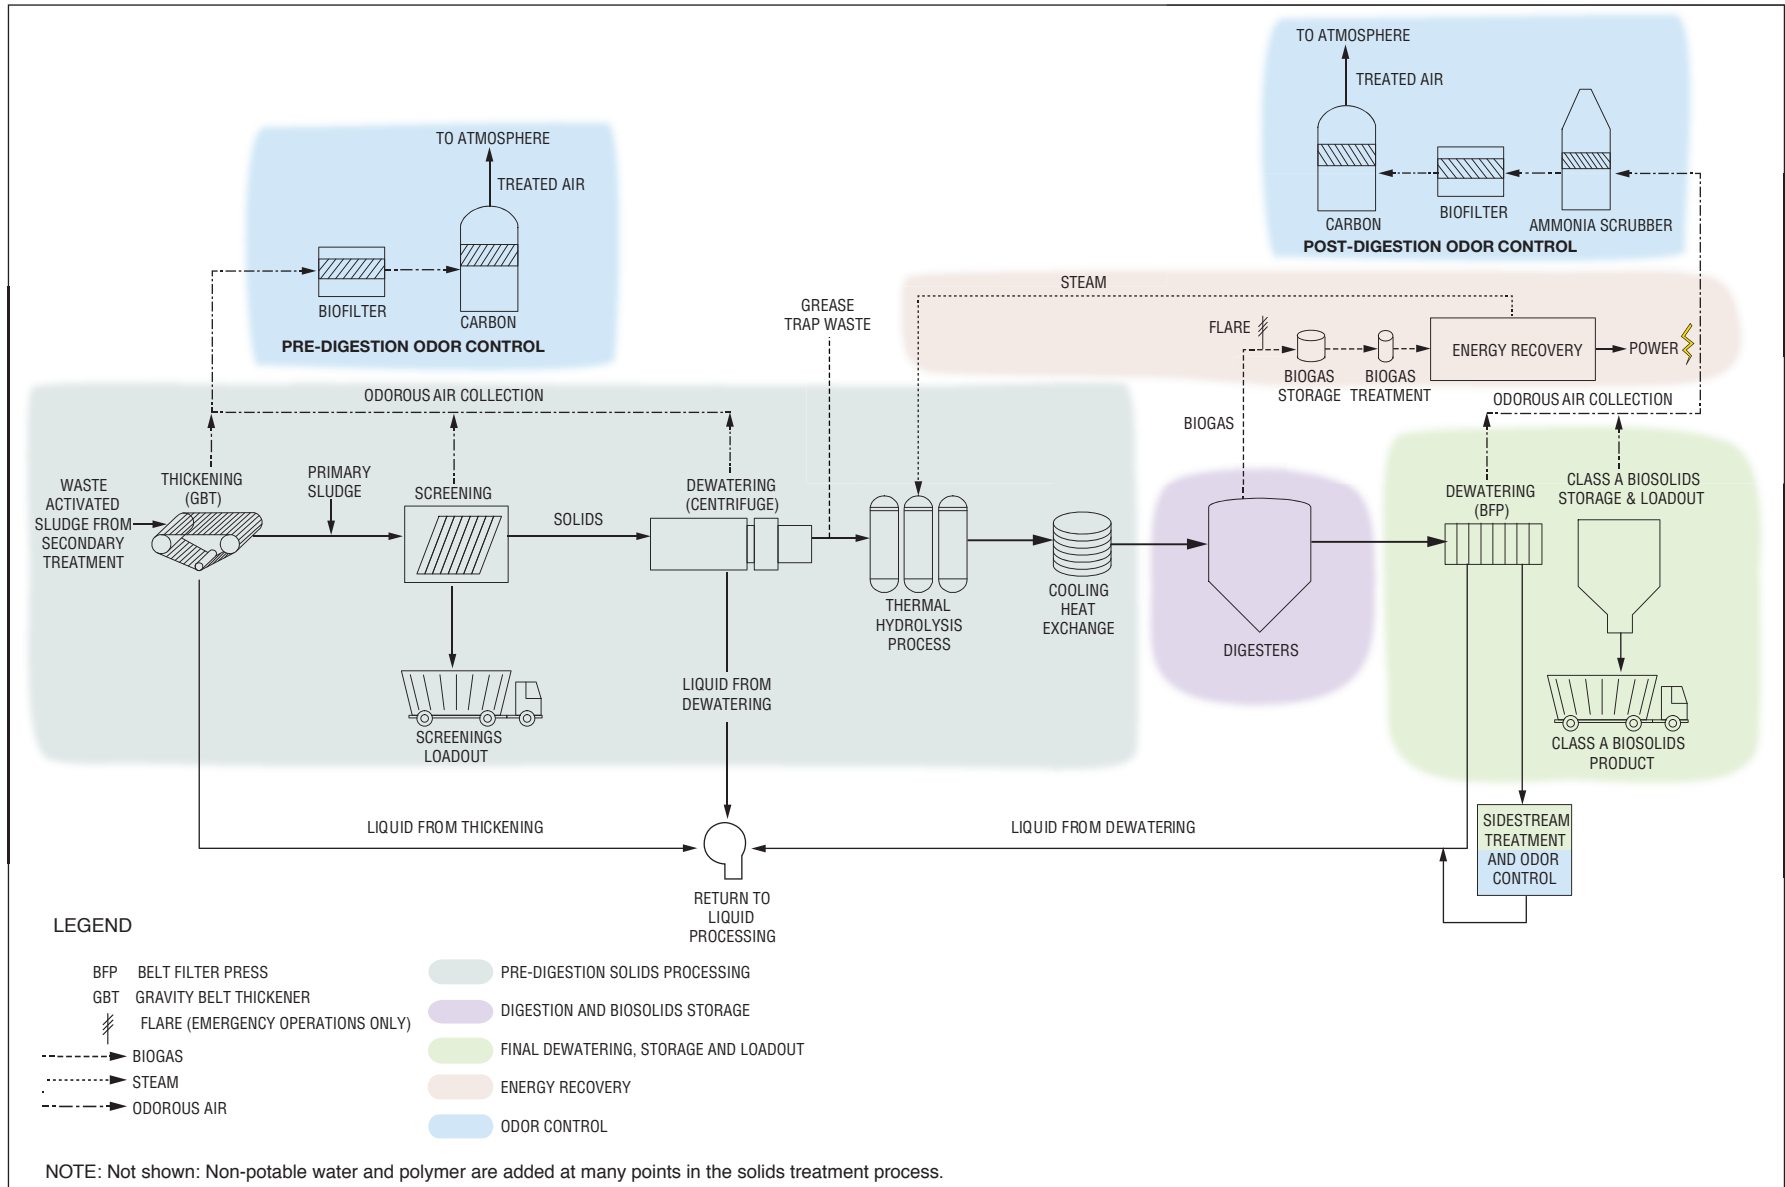 TO ATMOSPHERE
TREATED AIR
CARBON
BIOFILTER
AMMONIA SCRUBBER
POST-DIGESTION ODOR CONTROL
TO ATMOSPHERE
TREATED AIR
BIOFILTER
CARBON
PRE-DIGESTION ODOR CONTROL
STEAM
GREASE
TRAP WASTE
FLARE
BIOGAS
STORAGE
BIOGAS
TREATMENT
ENERGY RECOVERY
POWER
BIOGAS
ODOROUS AIR COLLECTION
ODOROUS AIR COLLECTION
WASTE
ACTIVATED
SLUDGE FROM
SECONDARY
TREATMENT
THICKENING
(GBT)
PRIMARY
SLUDGE
SCREENING
SOLIDS
DEWATERING
(CENTRIFUGE)
THERMAL
HYDROLYSIS
PROCESS
COOLING
HEAT
EXCHANGE
DIGESTERS
DEWATERING
(BFP)
CLASS A BIOSOLIDS
STORAGE & LOADOUT
SCREENINGS
LOADOUT
LIQUID FROM
DEWATERING
CLASS A BIOSOLIDS
PRODUCT
LIQUID FROM THICKENING
LIQUID FROM DEWATERING
SIDESTREAM
TREATMENT
AND ODOR
CONTROL
RETURN TO
LIQUID
PROCESSING
LEGEND
BFP BELT FILTER PRESS
GBT GRAVITY BELT THICKENER
FLARE (EMERGENCY OPERATIONS ONLY)
BIOGAS
STEAM
ODOROUS AIR
PRE-DIGESTION SOLIDS PROCESSING
DIGESTION AND BIOSOLIDS STORAGE
FINAL DEWATERING, STORAGE AND LOADOUT
ENERGY RECOVERY
ODOR CONTROL
NOTE: Not shown: Non-potable water and polymer are added at many points in the solids treatment process.